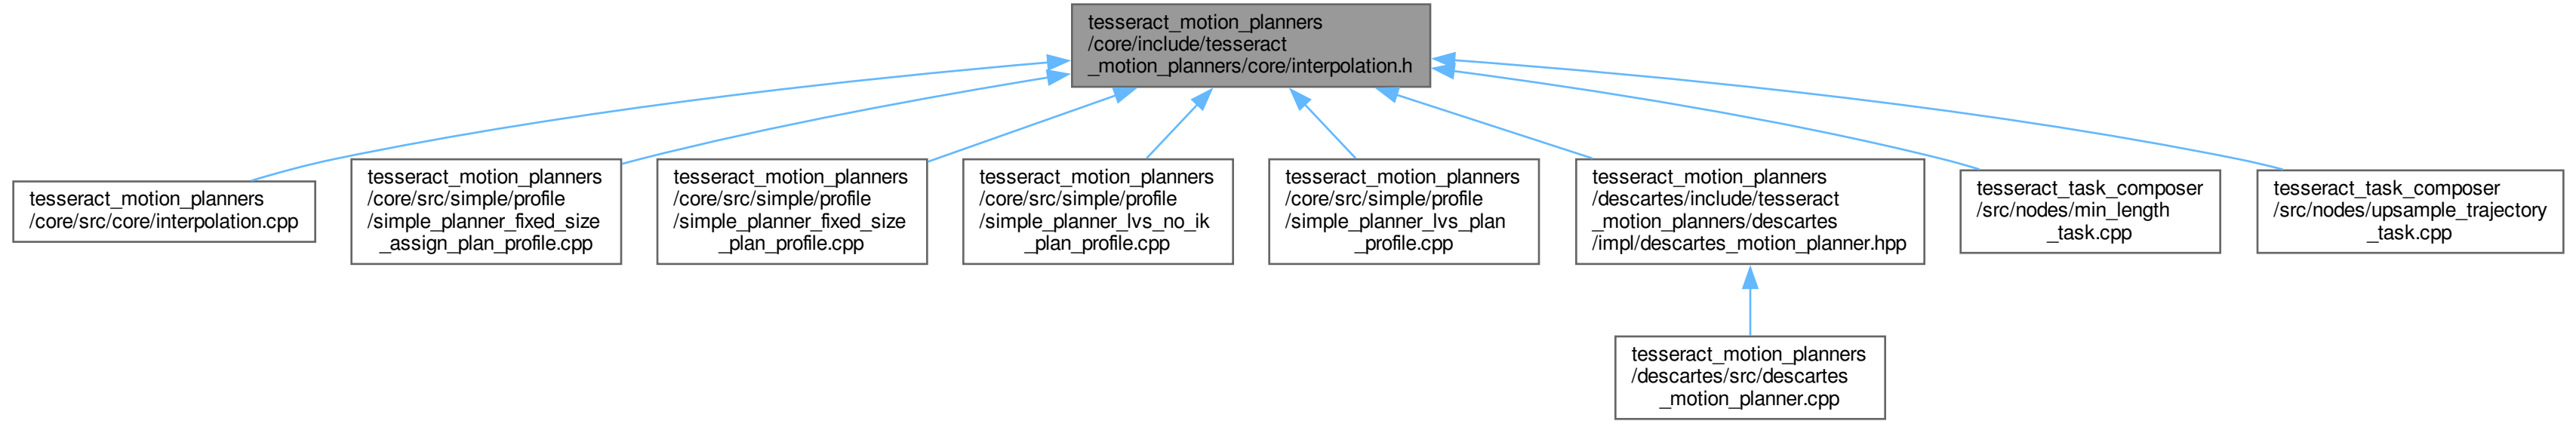 tesseract_motion_planners
/core/include/tesseract
_motion_planners/core/interpolation.h
tesseract_motion_planners
/core/src/core/interpolation.cpp
tesseract_motion_planners
/core/src/simple/profile
/simple_planner_fixed_size
_assign_plan_profile.cpp
tesseract_motion_planners
/core/src/simple/profile
/simple_planner_fixed_size
_plan_profile.cpp
tesseract_motion_planners
/core/src/simple/profile
/simple_planner_lvs_no_ik
_plan_profile.cpp
tesseract_motion_planners
/core/src/simple/profile
/simple_planner_lvs_plan
_profile.cpp
tesseract_motion_planners
/descartes/include/tesseract
_motion_planners/descartes
/impl/descartes_motion_planner.hpp
tesseract_task_composer
/src/nodes/min_length
_task.cpp
tesseract_task_composer
/src/nodes/upsample_trajectory
_task.cpp
tesseract_motion_planners
/descartes/src/descartes
_motion_planner.cpp